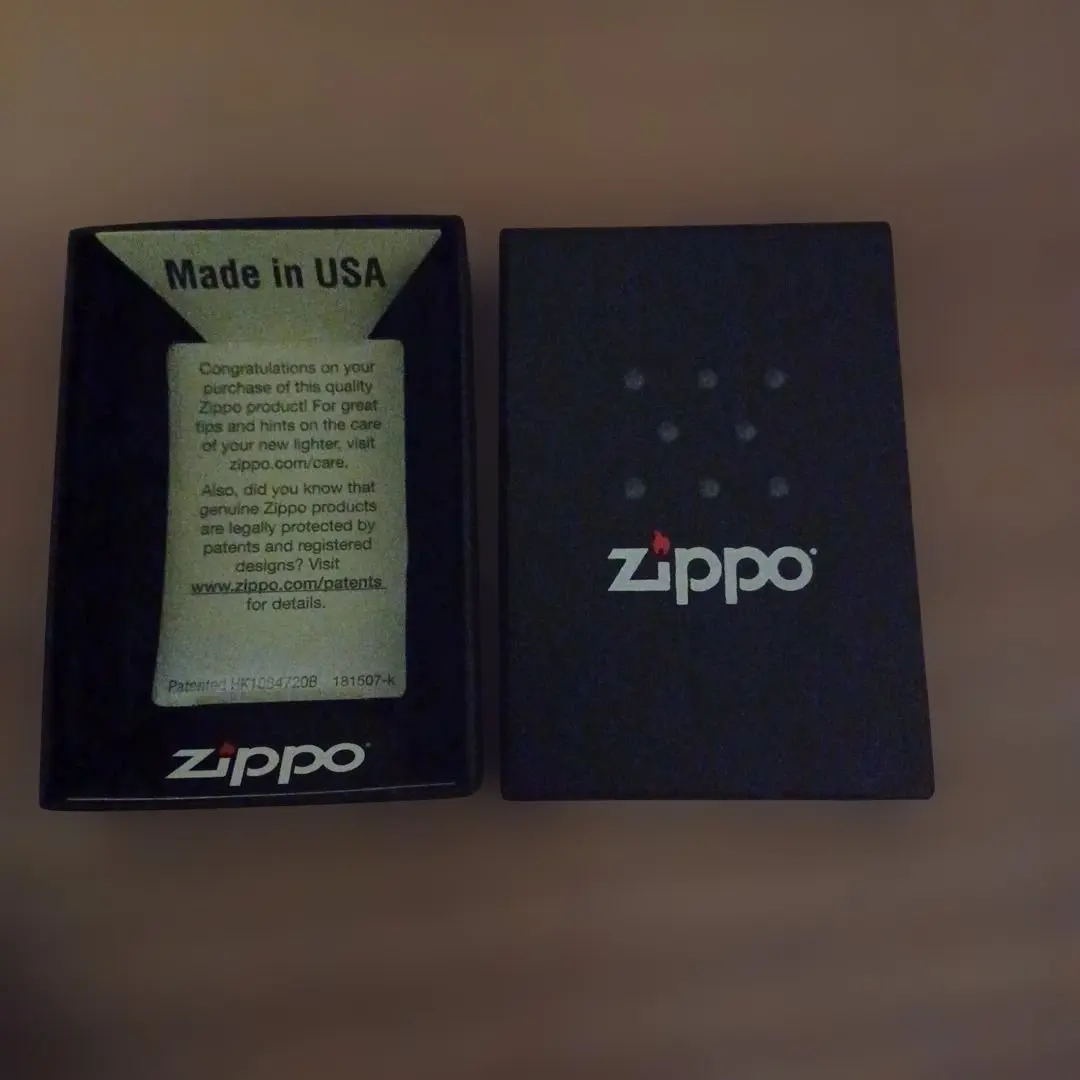 Made in USA
Congratulations on your
purchase of this quality
Zippo product! For great
tips and hints on the care
of your new lighter, visit
zippo.com/care.
Also, did you know that
genuine Zippo products
are legally protected by
patents and registered
designs? Visit
www.zippo.com/patents
for details.
Patented HK1084720B 181507-k
zippo
zippo